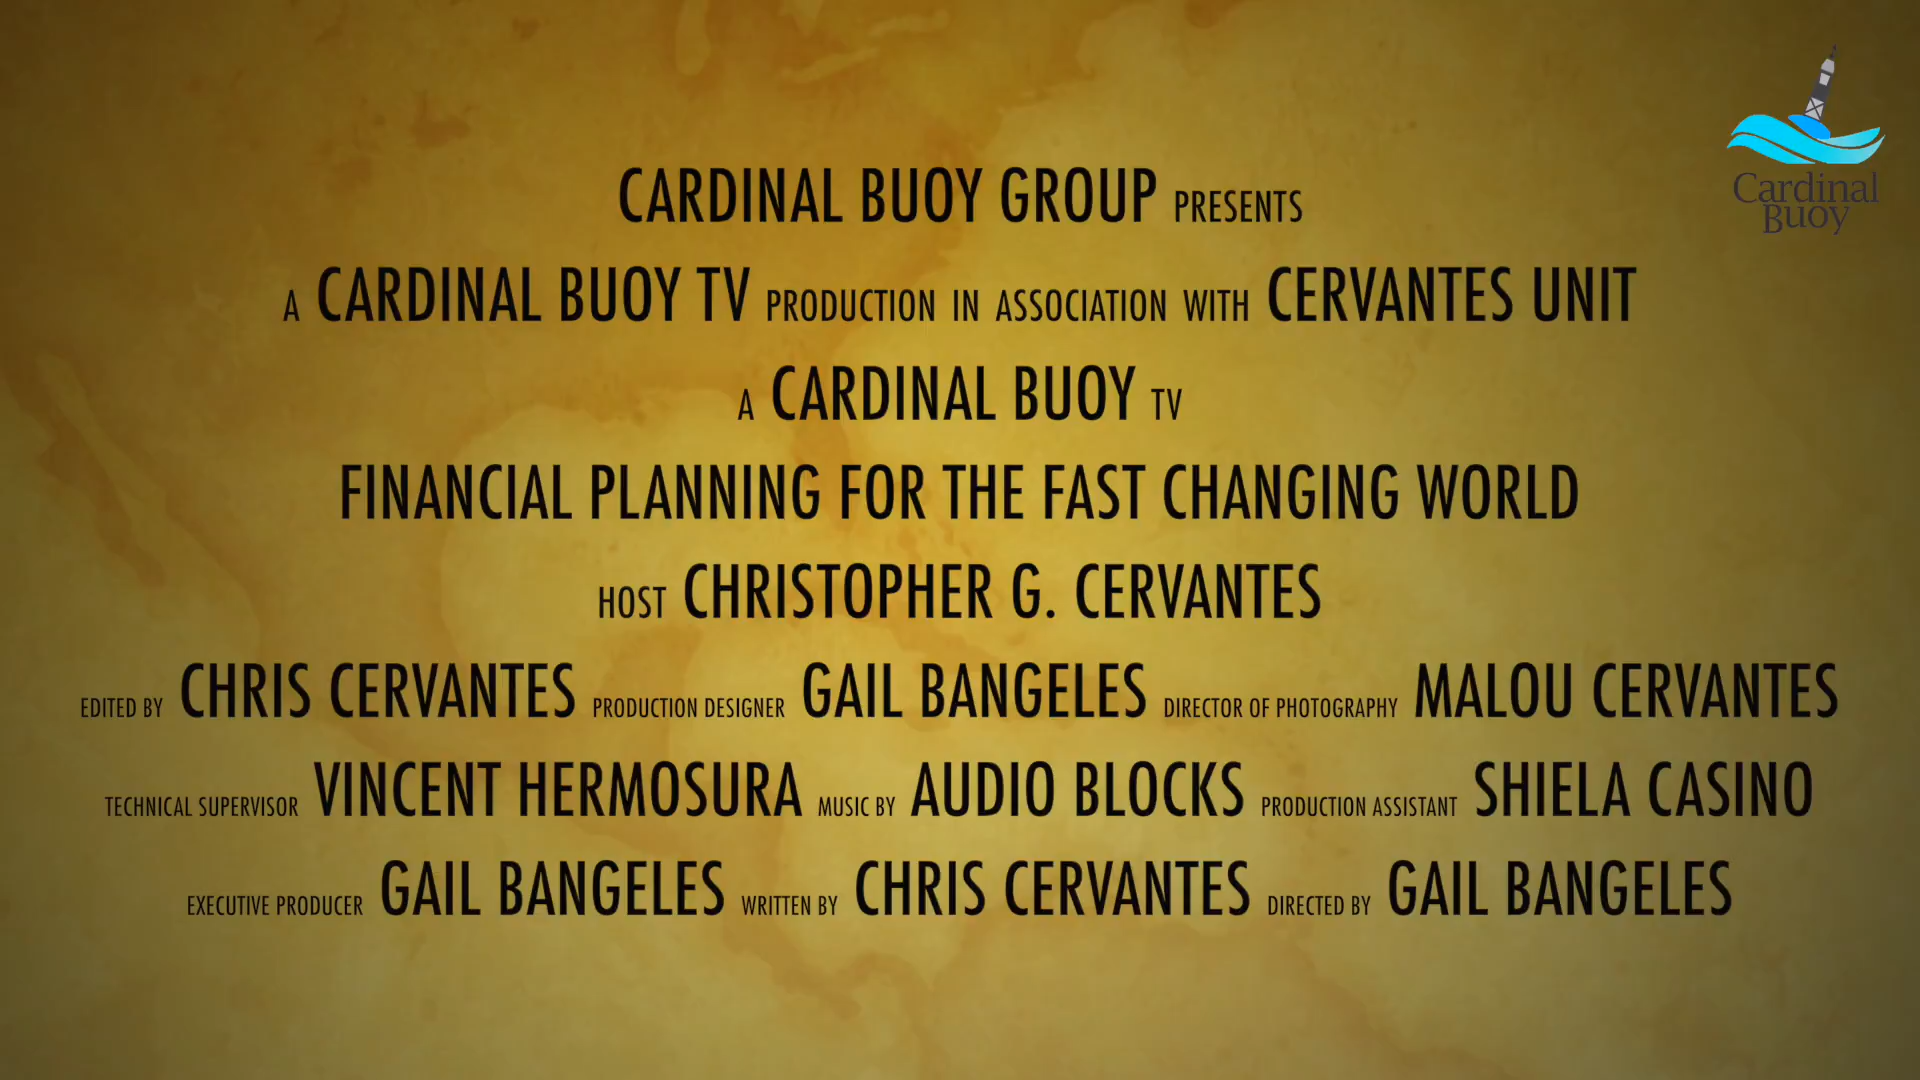 CARDINAL BUOY GROUP PRESENTS
A CARDINAL BUOY TV PRODUCTION IN ASSOCIATION WITH CERVANTES UNIT
A CARDINAL BUOY TV
FINANCIAL PLANNING FOR THE FAST CHANGING WORLD
HOST CHRISTOPHER G. CERVANTES
EDITED BY CHRIS CERVANTES PRODUCTION DESIGNER GAIL BANGELES DIRECTOR OF PHOTOGRAPHY MALOU CERVANTES
TECHNICAL SUPERVISOR VINCENT HERMOSURA MUSIC BY AUDIO BLOCKS PRODUCTION ASSISTANT SHIELA CASINO
EXECUTIVE PRODUCER GAIL BANGELES WRITTEN BY CHRIS CERVANTES DIRECTED BY GAIL BANGELES
Cardinal
Buoy